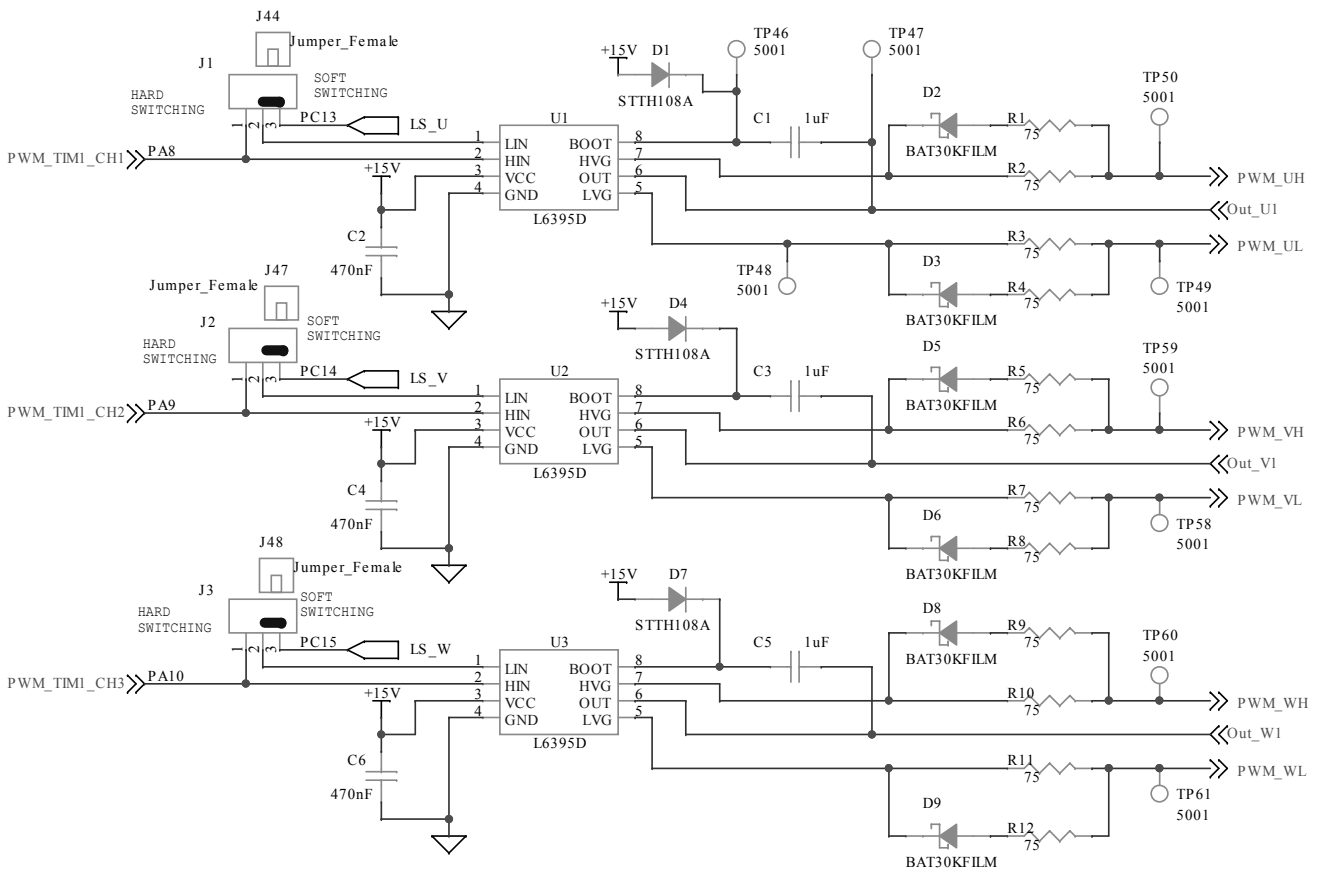 J44
Jumper_Female
J1
HARD
SWITCHING
SOFT
SWITCHING
1
2
3
PC13
LS_U
PWM_TIM1_CH1
PA8
+15V
C2
470nF
U1
1
2
3
4
LIN
HIN
VCC
GND
BOOT
HVG
OUT
LVG
8
7
6
5
L6395D
+15V
D1
STTH108A
TP46
5001
TP47
5001
C1
1uF
D2
BAT30KFILM
R1
75
R2
75
TP50
5001
PWM_UH
Out_U1
R3
75
PWM_UL
TP48
5001
D3
BAT30KFILM
R4
75
TP49
5001
J47
Jumper_Female
J2
HARD
SWITCHING
SOFT
SWITCHING
1
2
3
PC14
LS_V
PWM_TIM1_CH2
PA9
+15V
C4
470nF
U2
1
2
3
4
LIN
HIN
VCC
GND
BOOT
HVG
OUT
LVG
8
7
6
5
L6395D
+15V
D4
STTH108A
C3
1uF
D5
BAT30KFILM
R5
75
R6
75
TP59
5001
PWM_VH
Out_V1
R7
75
PWM_VL
D6
BAT30KFILM
R8
75
TP58
5001
J48
Jumper_Female
J3
HARD
SWITCHING
SOFT
SWITCHING
1
2
3
PC15
LS_W
PWM_TIM1_CH3
PA10
+15V
C6
470nF
U3
1
2
3
4
LIN
HIN
VCC
GND
BOOT
HVG
OUT
LVG
8
7
6
5
L6395D
+15V
D7
STTH108A
C5
1uF
D8
BAT30KFILM
R9
75
R10
75
TP60
5001
PWM_WH
Out_W1
R11
75
PWM_WL
D9
BAT30KFILM
R12
75
TP61
5001